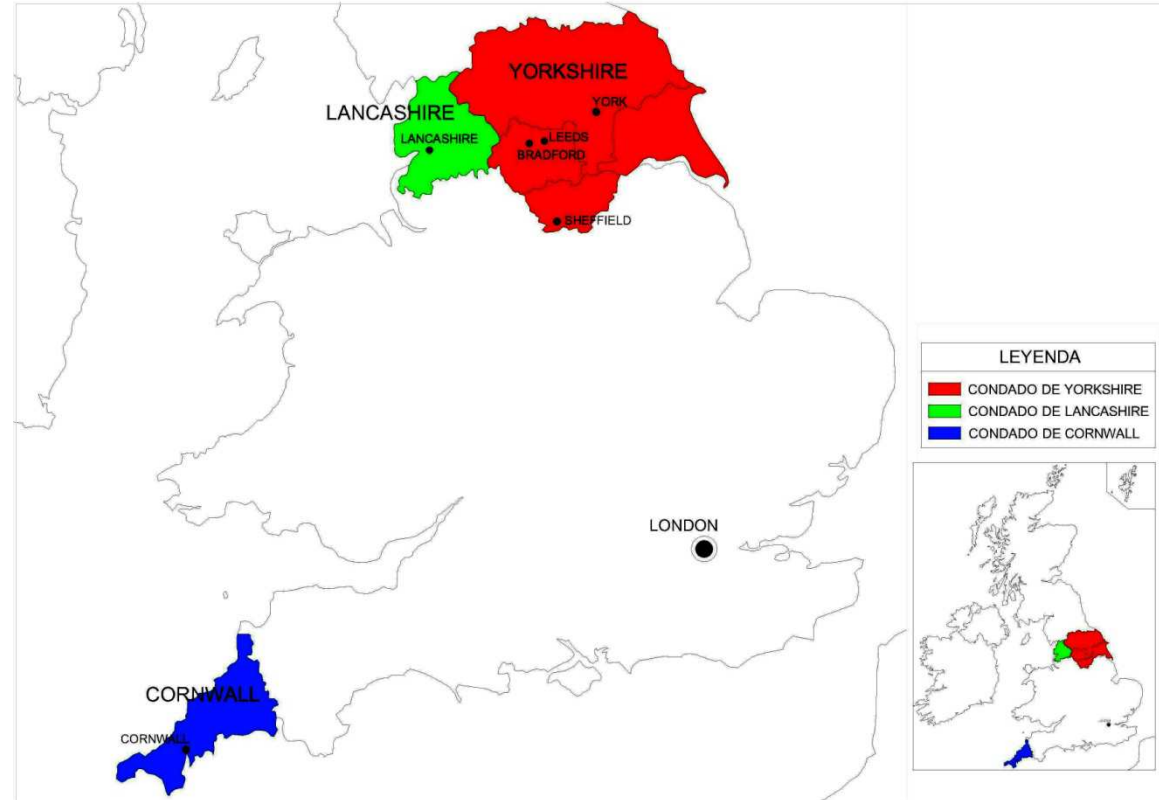 YORKSHIRE
LANCASHIRE
YORK
LANCASHIRE
LEEDS
BRADFORD
SHEFFIELD
LEYENDA
CONDADO DE YORKSHIRE
CONDADO DE LANCASHIRE
CONDADO DE CORNWALL
LONDON
CORNWALL
CORNWALL